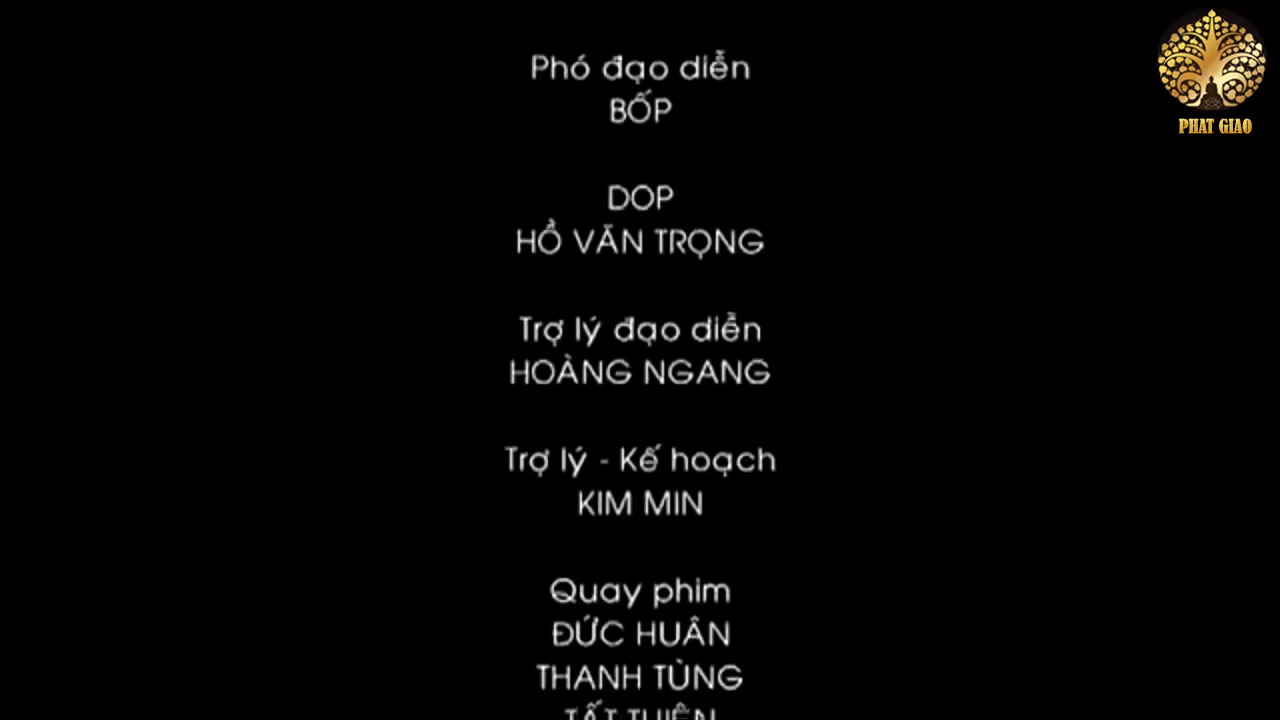 Phó đạo diễn
BỐP
DOP
HỒ VĂN TRỌNG
Trợ lý đạo diễn
HOÀNG NGANG
Trợ lý - Kế hoạch
KIM MIN
Quay phim
ĐỨC HUÂN
THANH TÙNG
PHAT GIAO